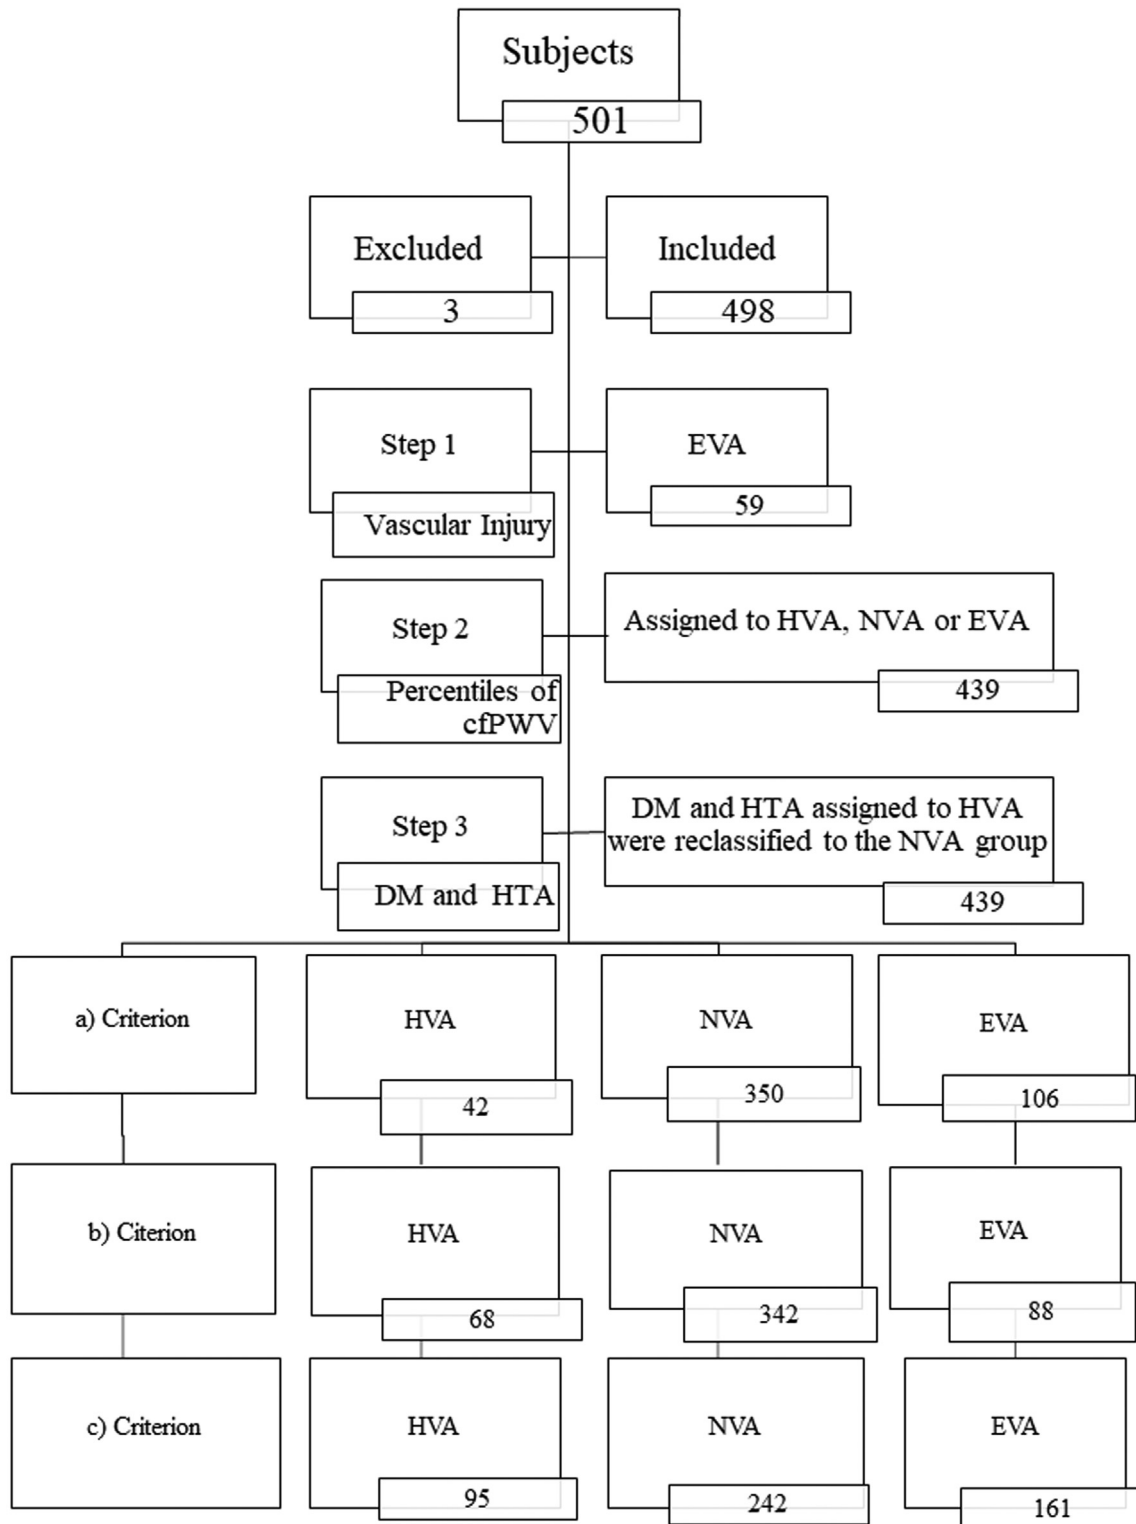 Subjects
501
Excluded
3
Included
498
Step 1
Vascular Injury
EVA
59
Step 2
Percentiles of
cfPWV
Assigned to HVA, NVA or EVA
439
Step 3
DM and HTA
DM and HTA assigned to HVA
were reclassified to the NVA group
439
a) Criterion
HVA
42
NVA
350
EVA
106
b) Citerion
HVA
68
NVA
342
EVA
88
c) Criterion
HVA
95
NVA
242
EVA
161